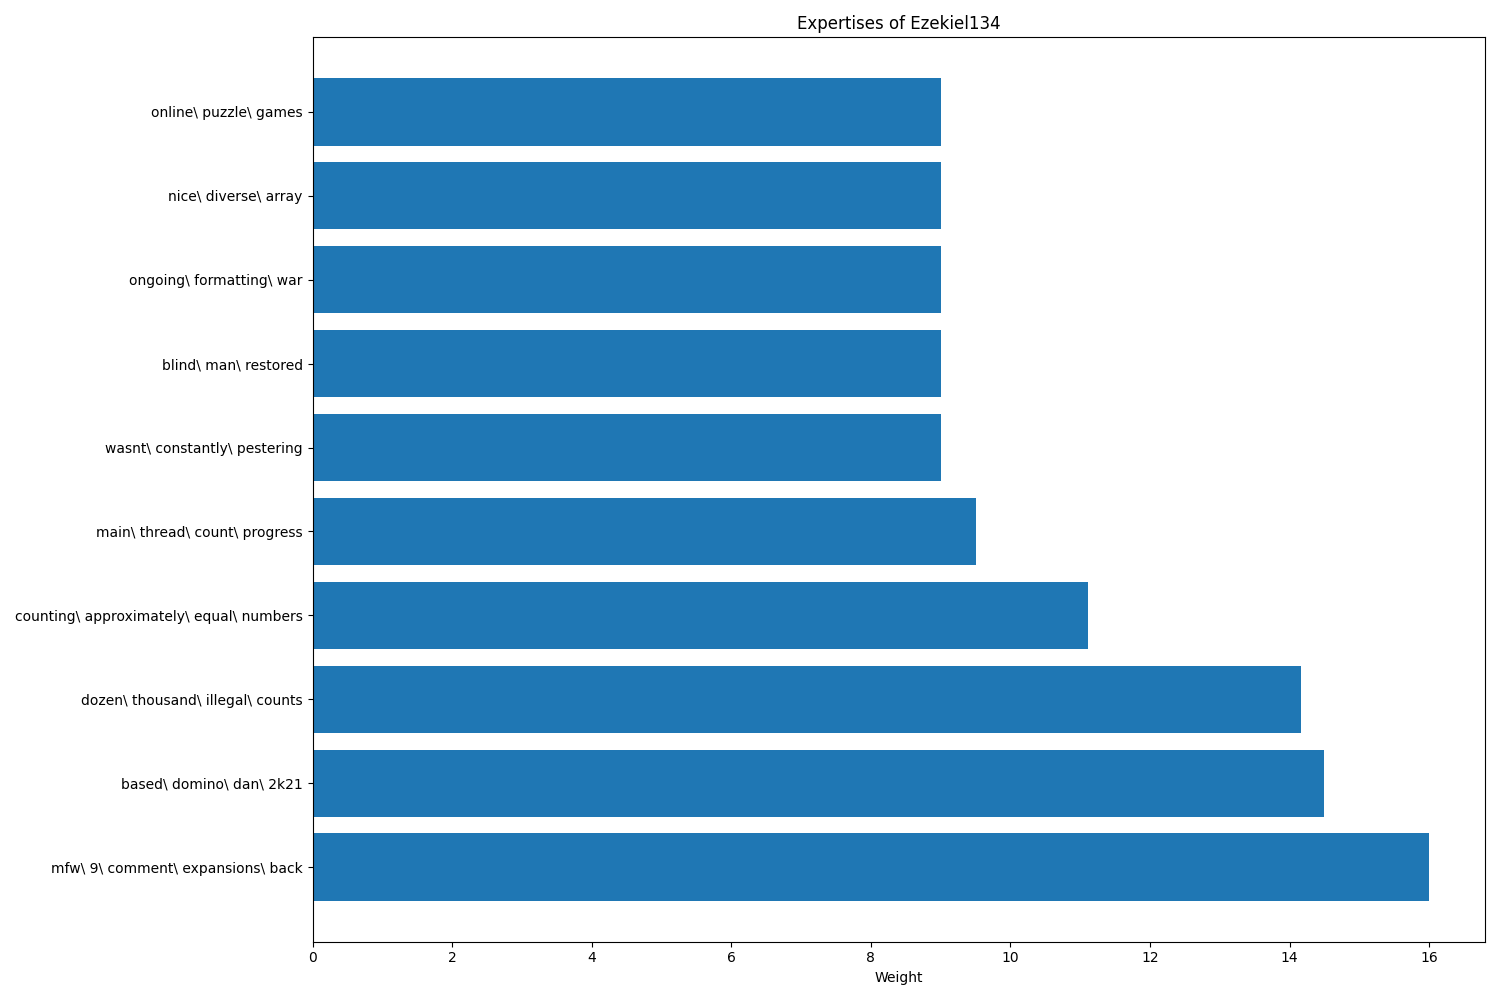 Expertises of Ezekiel134
online\ puzzle\ games
nice\ diverse\ array
ongoing\ formatting\ war
blind\ man\ restored
wasnt\ constantly\ pestering
main\ thread\ count\ progress
counting\ approximately\ equal\ numbers
dozen\ thousand\ illegal\ counts
based\ domino\ dan\ 2k21
mfw\ 9\ comment\ expansions\ back
0 2 4 6 8 10 12 14 16
Weight